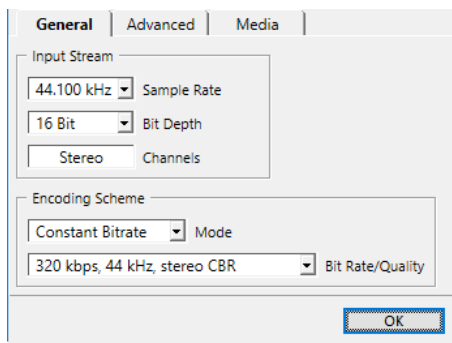 General Advanced Media
Input Stream
44.100 kHz Sample Rate
16 Bit Bit Depth
Stereo Channels
Encoding Scheme
Constant Bitrate Mode
320 kbps, 44 kHz, stereo CBR Bit Rate/Quality
OK